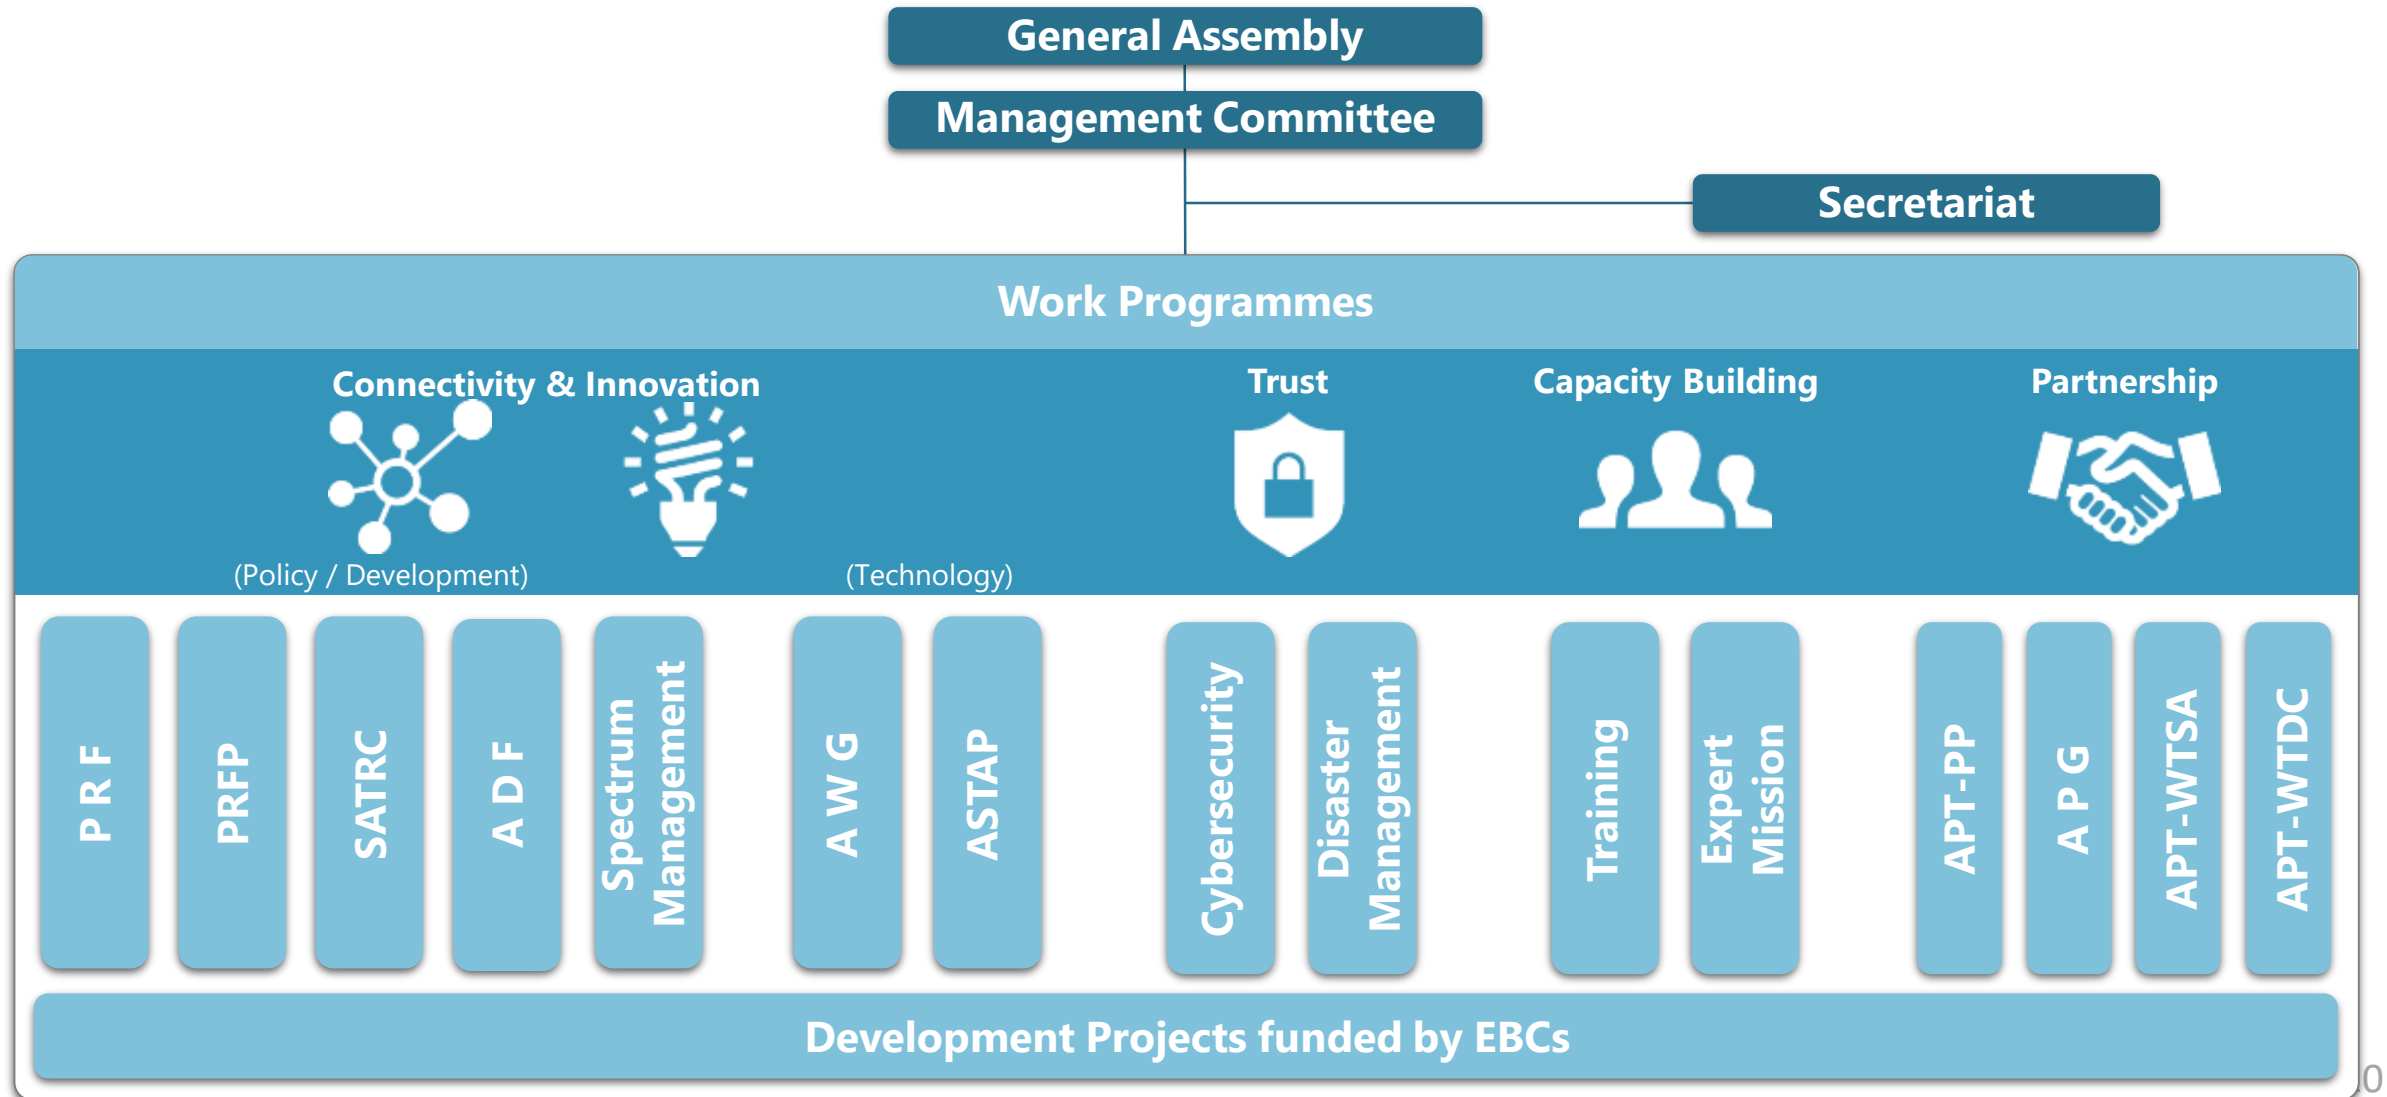 General Assembly
Management Committee
Secretariat
Work Programmes
Connectivity & Innovation
Trust
Capacity Building
Partnership
(Policy / Development)
(Technology)
P R F
PRFP
SATRC
A D F
Spectrum
Management
A W G
ASTAP
Cybersecurity
Disaster
Management
Training
Expert
Mission
APT-PP
A P G
APT-WTSA
APT-WTDC
Development Projects funded by EBCs
0